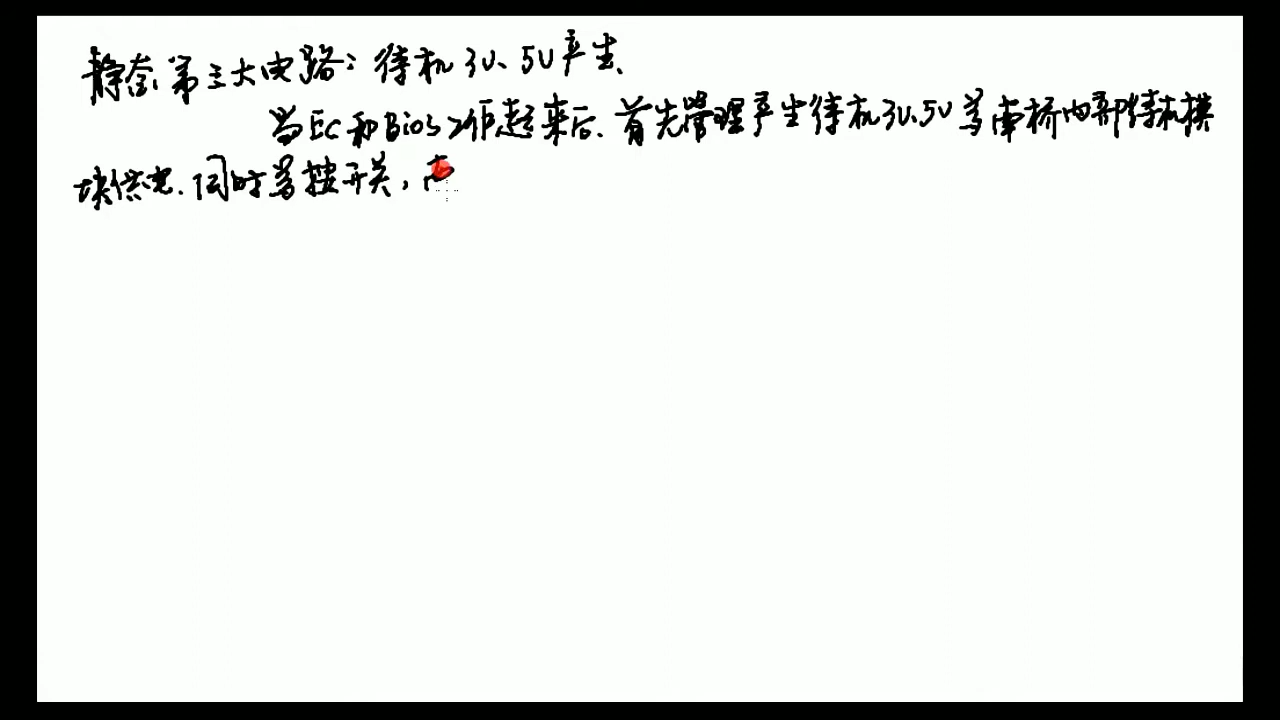 静态第三大电路：待机3V、5V产生.
当EC和Bios工作起来后.首先管理产生待机3V.5V为南桥内部待机模
块供电.同时等按开关，